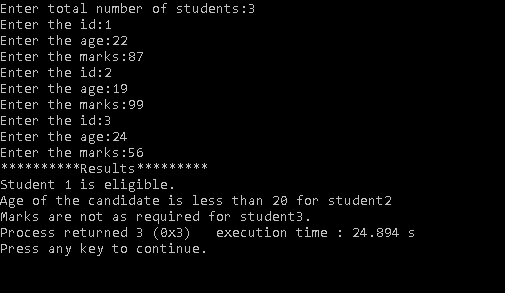 Enter total number of students:3
Enter the id:1
Enter the age:22
Enter the marks:87
Enter the id:2
Enter the age:19
Enter the marks:99
Enter the id:3
Enter the age:24
Enter the marks:56
**********Results*********
Student 1 is eligible.
Age of the candidate is less than 20 for student2
Marks are not as required for student3.
Process returned 3 (0x3)   execution time : 24.894 s
Press any key to continue.